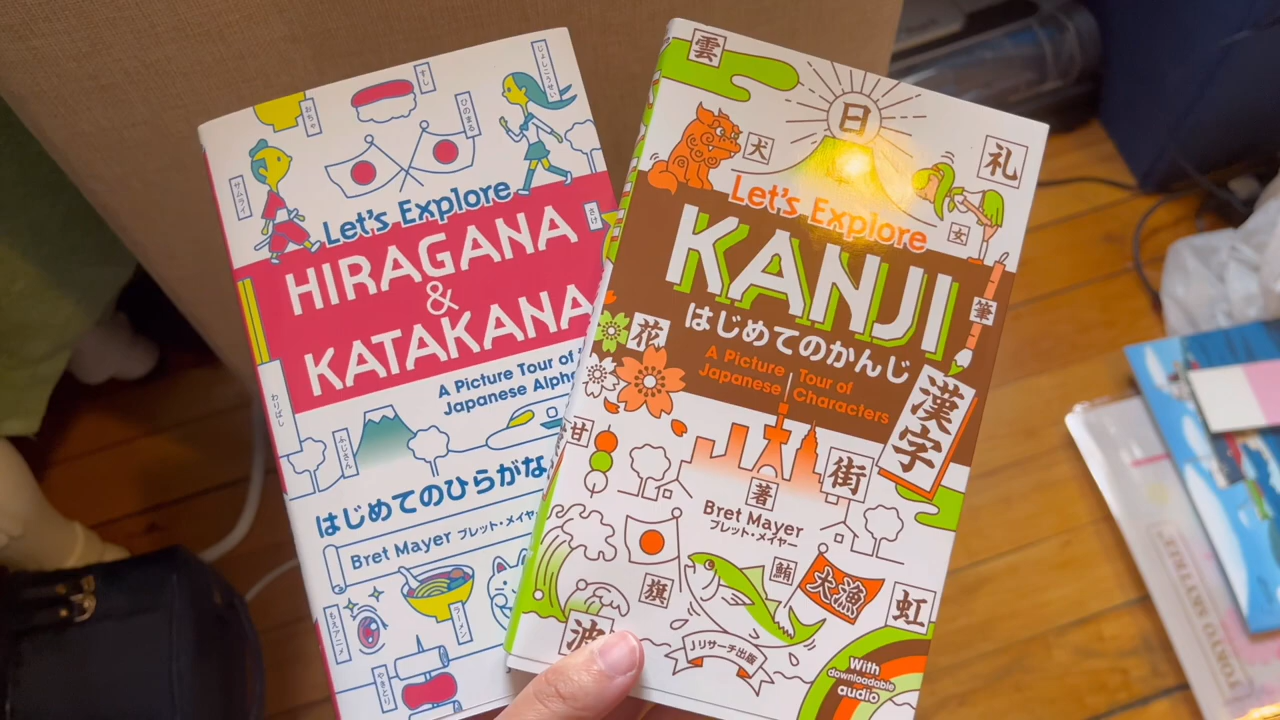 じょしこうせい
すし
おちゃ
ひのまる
サムライ
Let's Explore
さけ
HIRAGANA
&
KATAKANA
A Picture Tour of
Japanese
わりばし
ふじさん
はじめてのひらがな
Bret Mayer ブレット・メイヤー
もえアニメ
ラーメン
やきとり
雲
日
犬
礼
女
Let's Explore
KANJI
筆
はじめてのかんじ
花
A Picture Tour of
Japanese Characters
漢字
甘
街
著
Bret Mayer
ブレット・メイヤー
旗
鮪
大漁
虹
波
Jリサーチ出版
With
downloadable
audio
TOKYO SKYTREE